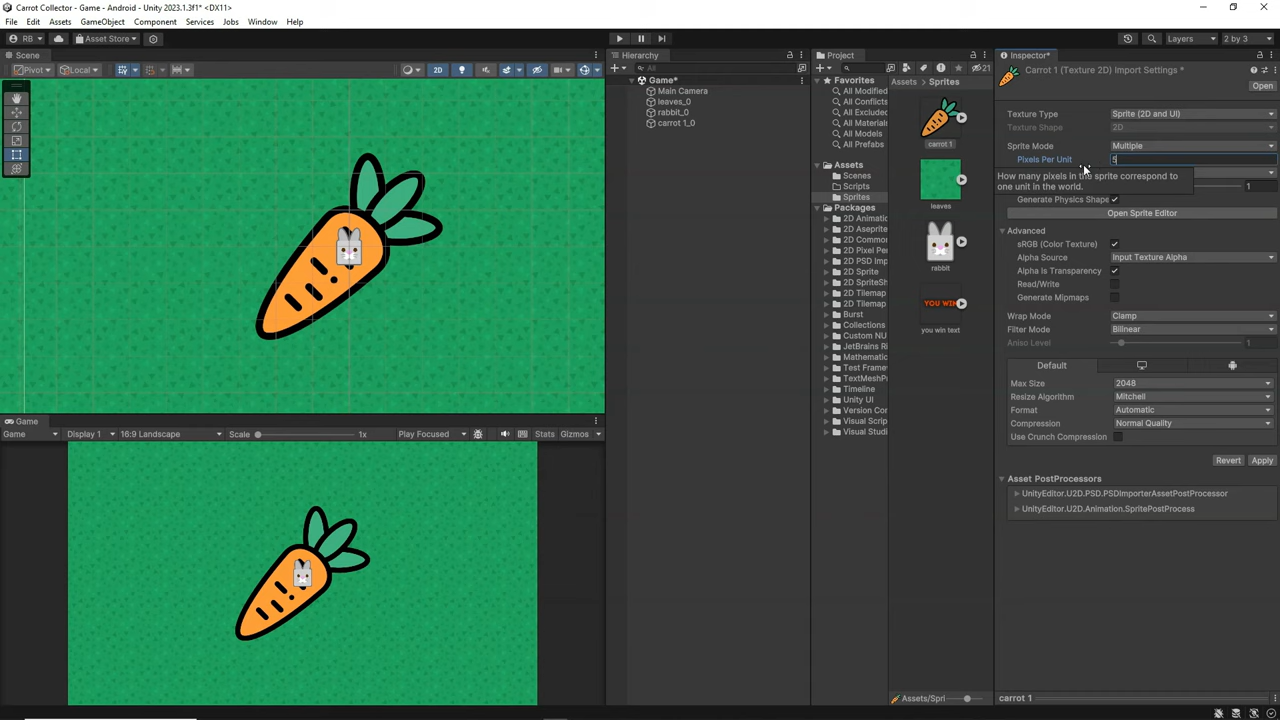 Carrot Collector - Game - Android - Unity 2023.1.3f1* <DX11>
File Edit Assets GameObject Component Services Jobs Window Help
RB Asset Store Layers 2 by 3
Scene
Pivot Local 2D
Hierarchy
All
Game*
Main Camera
leaves_0
rabbit_0
carrot 1_0
Project
21
Favorites
All Modified
All Conflicts
All Excluded
All Materials
All Models
All Prefabs
Assets
Scenes
Scripts
Sprites
Packages
2D Animatic
2D Aseprite
2D Common
2D Pixel Per
2D PSD Imp
2D Sprite
2D SpriteSh
2D Tilemap
2D Tilemap
Burst
Collections
Custom NU
JetBrains Ri
Mathematic
Test Framew
TextMeshPr
Timeline
Unity UI
Version Cor
Visual Scrip
Visual Studi
Assets Sprites
carrot 1
leaves
rabbit
YOU WIN
you win text
Assets/Spri
Inspector*
Carrot 1 (Texture 2D) Import Settings *
Open
Texture Type Sprite (2D and UI)
Texture Shape 2D
Sprite Mode Multiple
Pixels Per Unit 5
How many pixels in the sprite correspond to
one unit in the world.
1
Generate Physics Shape
Open Sprite Editor
Advanced
sRGB (Color Texture)
Alpha Source Input Texture Alpha
Alpha Is Transparency
Read/Write
Generate Mipmaps
Wrap Mode Clamp
Filter Mode Bilinear
Aniso Level 1
Default
Max Size 2048
Resize Algorithm Mitchell
Format Automatic
Compression Normal Quality
Use Crunch Compression
Revert Apply
Asset PostProcessors
UnityEditor.U2D.PSD.PSDImporterAssetPostProcessor
UnityEditor.U2D.Animation.SpritePostProcess
carrot 1
Game
Game Display 1 16:9 Landscape Scale 1x Play Focused Stats Gizmos